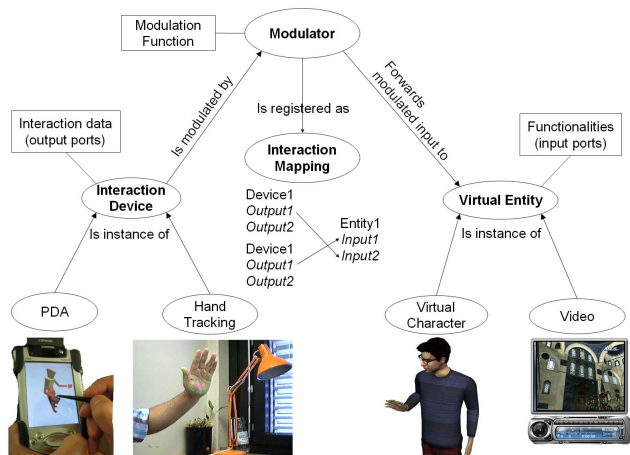 Modulation
Function
Modulator
Is modulated by
Is registered as
Forwards
modulated input to
Interaction data
(output ports)
Functionalities
(input ports)
Interaction
Mapping
Interaction
Device
Virtual Entity
Device1
Output1
Output2
Device1
Output1
Output2
Entity1
Input1
Input2
Is instance of
Is instance of
PDA
Hand
Tracking
Virtual
Character
Video